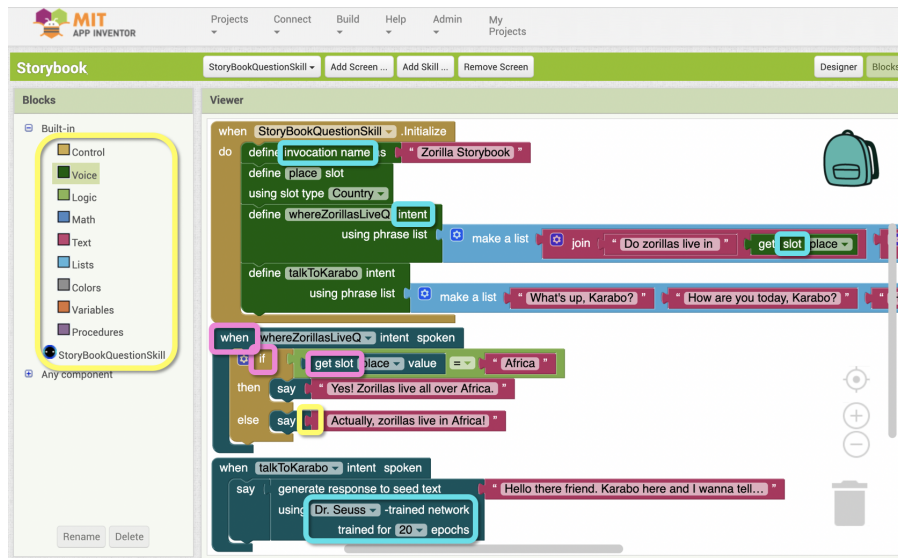 MIT
APP INVENTOR
Projects Connect Build Help Admin My Projects
Storybook StoryBookQuestionSkill Add Screen ... Add Skill ... Remove Screen Designer Blocks
Blocks
Viewer
Built-in
Control
Voice
Logic
Math
Text
Lists
Colors
Variables
Procedures
StoryBookQuestionSkill
Any component
Rename Delete
when StoryBookQuestionSkill .Initialize
do define invocation name as " Zorilla Storybook "
define place slot
using slot type Country
define whereZorillasLiveQ intent
using phrase list make a list join " Do zorillas live in " get slot place
define talkToKarabo intent
using phrase list make a list " What's up, Karabo? " " How are you today, Karabo? " "
when whereZorillasLiveQ intent spoken
if get slot place value = " Africa "
then say " Yes! Zorillas live all over Africa. "
else say Actually, zorillas live in Africa! "
when talkToKarabo intent spoken
say generate response to seed text " Hello there friend. Karabo here and I wanna tell... "
using Dr. Seuss -trained network
trained for 20 epochs